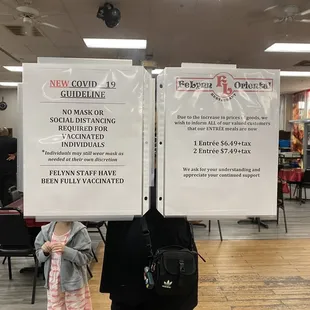 NEW COVID - 19
GUIDELINE
NO MASK OR
SOCIAL DISTANCING
REQUIRED FOR
VACCINATED
INDIVIDUALS
*Individuals may still wear mask as
needed at their own discretion
FELYNN STAFF HAVE
BEEN FULLY VACCINATED
FeLynn FL Oriental
Due to the increase in prices of goods, we
wish to inform ALL of our valued customers
that our ENTRÉE meals are now
1 Entrée $6.49+tax
2 Entrée $7.49+tax
We ask for your understanding and
appreciate your continued support
adidas